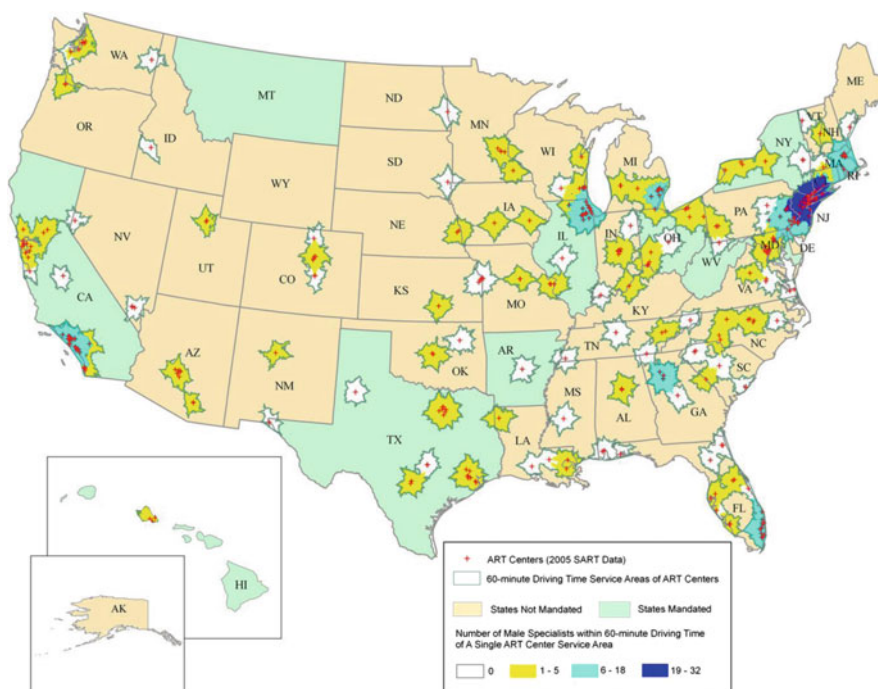 WA
MT
ND
MN
ME
VT
NH
OR
ID
WI
NY
MA
RI
SD
MI
WY
IA
PA
NJ
NE
NV
IL
IN
OH
MD
DE
UT
CO
WV
VA
CA
KS
MO
KY
AZ
NM
OK
AR
TN
NC
SC
MS
AL
GA
TX
LA
FL
HI
AK
ART Centers (2005 SART Data)
60-minute Driving Time Service Areas of ART Centers
States Not Mandated
States Mandated
Number of Male Specialists within 60-minute Driving Time
of A Single ART Center Service Area
0
1 - 5
6 - 18
19 - 32